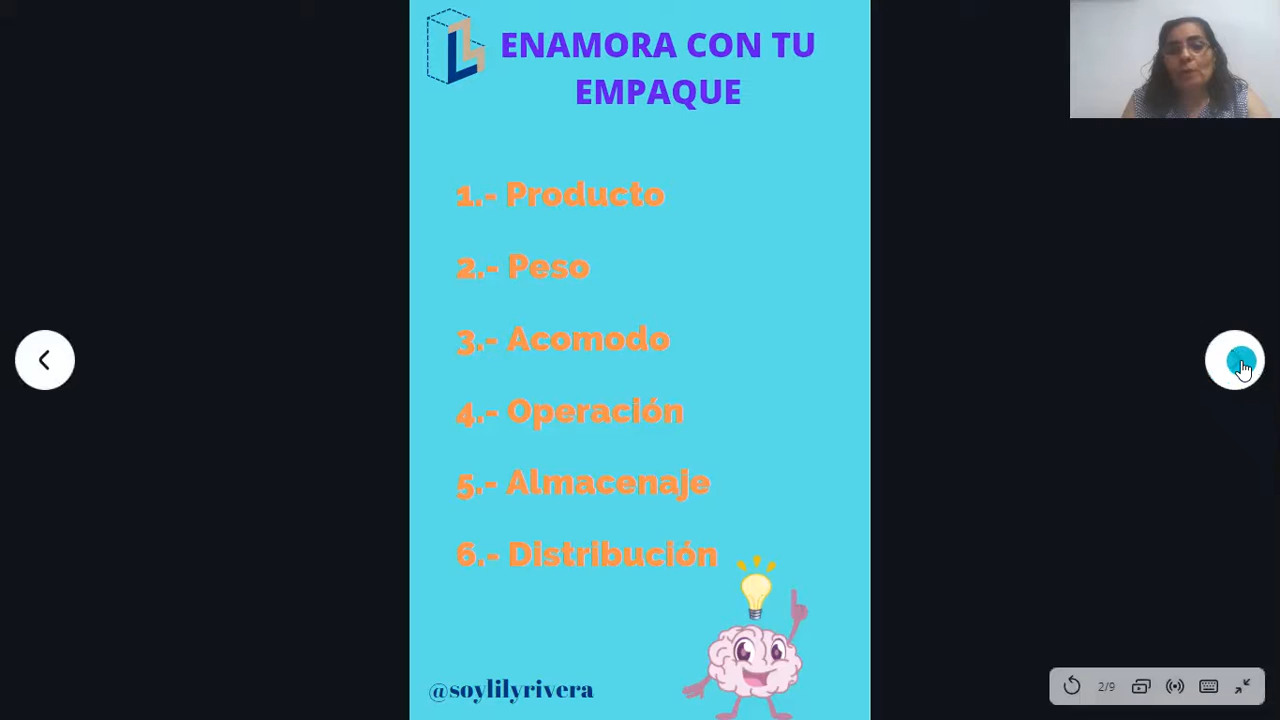 ENAMORA CON TU
EMPAQUE
1.- Producto
2.- Peso
3.- Acomodo
4.- Operación
5.- Almacenaje
6.- Distribución
@soylilyrivera
2/9